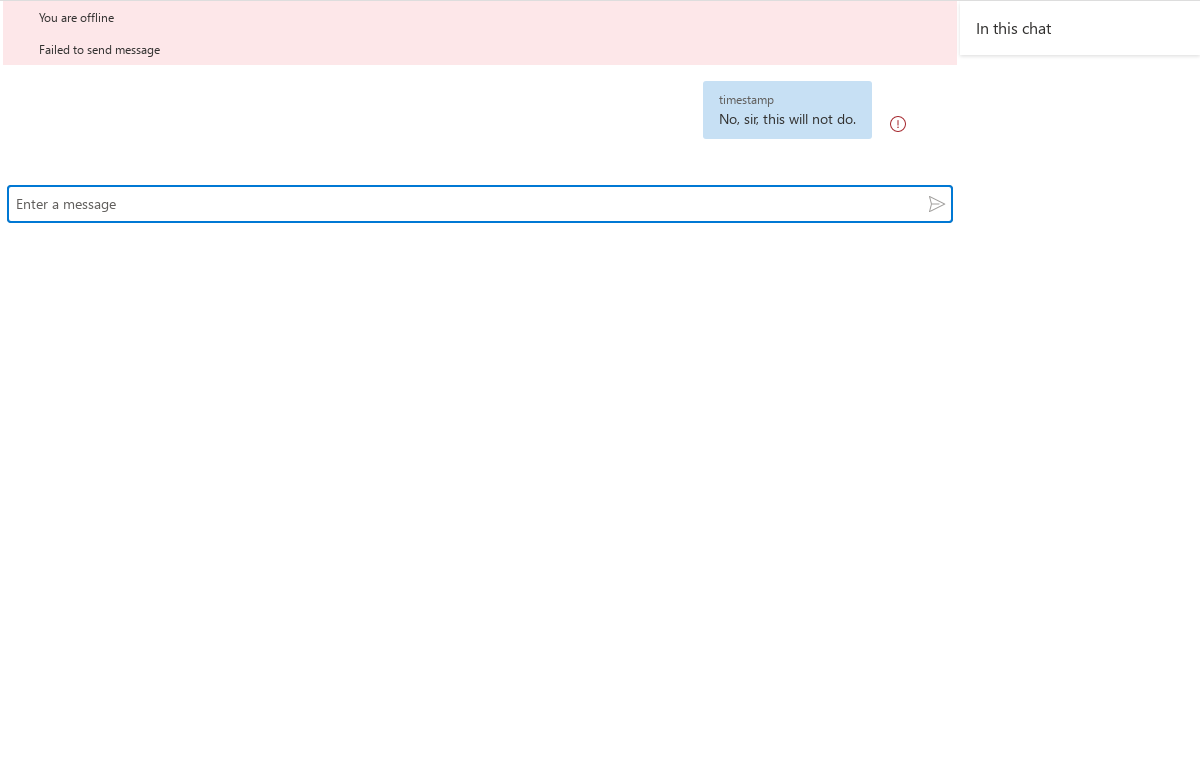 You are offline
Failed to send message
In this chat
timestamp
No, sir, this will not do.
Enter a message